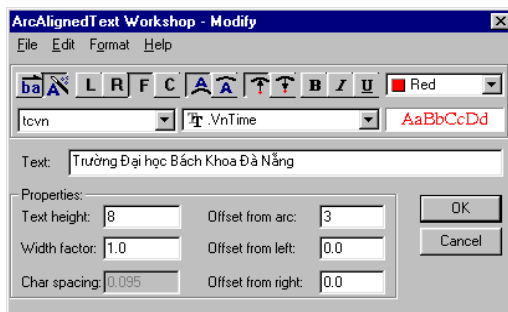 ArcAlignedText Workshop - Modify
File Edit Format Help
ba A L R F C A A B I U Red
tcvn .VnTime AaBbCcDd
Text: Trường Đại học Bách Khoa Đà Nẵng
Properties:
Text height: 8 Offset from arc: 3 OK
Width factor: 1.0 Offset from left: 0.0 Cancel
Char spacing: 0.095 Offset from right: 0.0